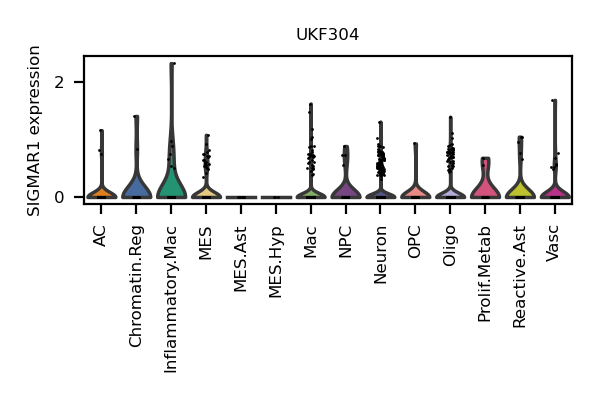 UKF304
SIGMAR1 expression
2
0
AC
Chromatin.Reg
Inflammatory.Mac
MES
MES.Ast
MES.Hyp
Mac
NPC
Neuron
OPC
Oligo
Prolif.Metab
Reactive.Ast
Vasc